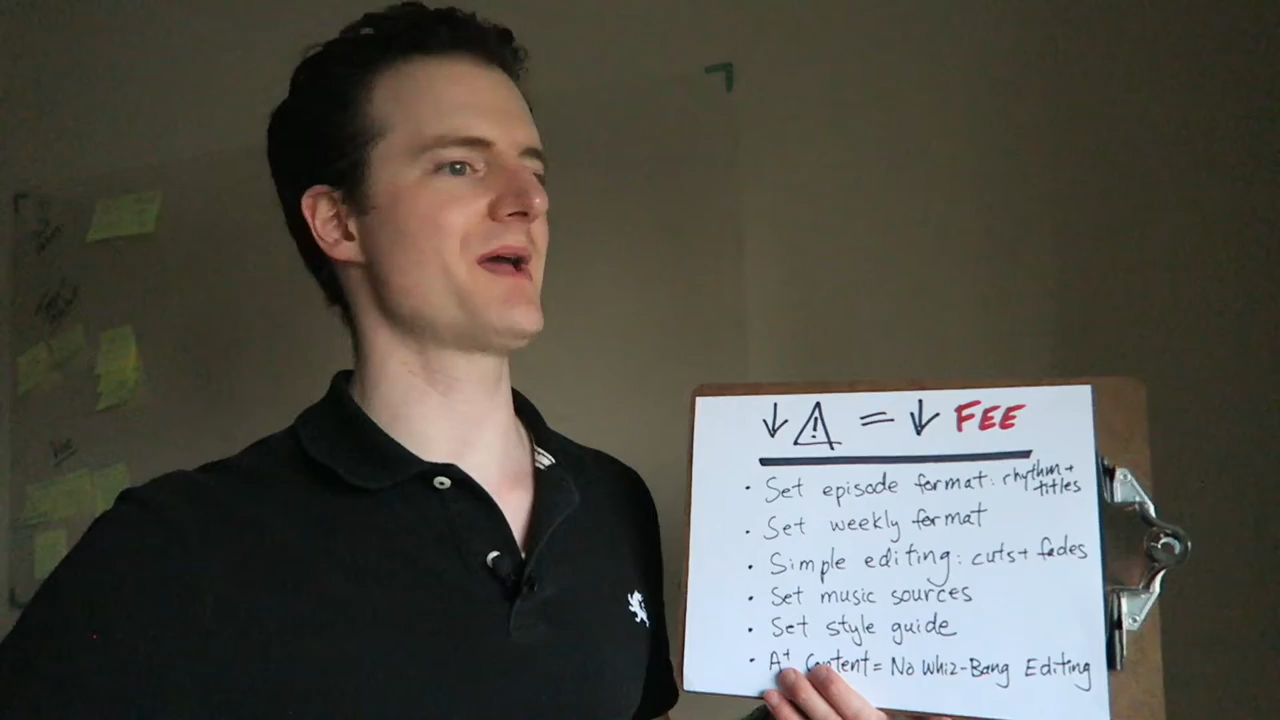 ↓ ⚠ = ↓ FEE
• Set episode format: rhythm + titles
• Set weekly format
• Simple editing: cuts + fades
• Set music sources
• Set style guide
• A+ Content = No Whiz-Bang Editing